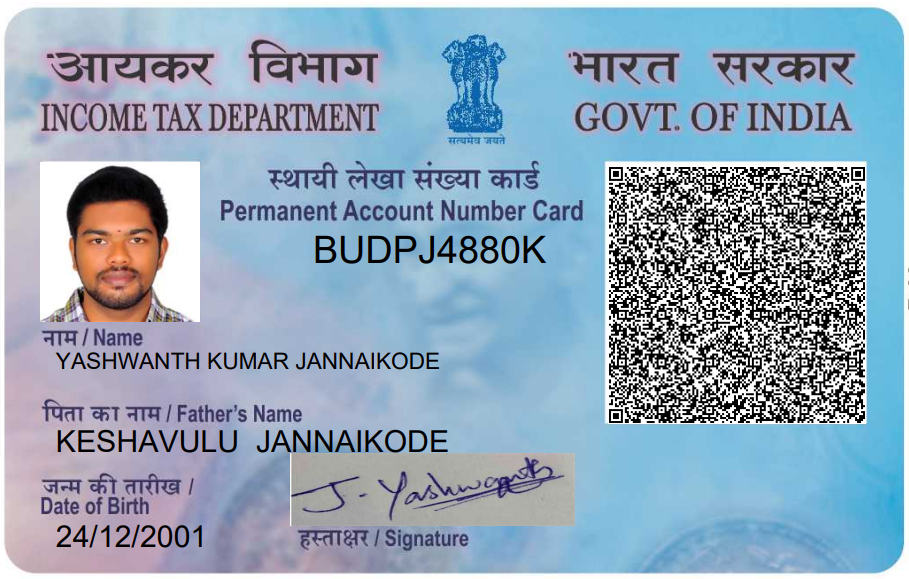 आयकर विभाग
INCOME TAX DEPARTMENT
सत्यमेव जयते
भारत सरकार
GOVT. OF INDIA
स्थायी लेखा संख्या कार्ड
Permanent Account Number Card
BUDPJ4880K
नाम / Name
YASHWANTH KUMAR JANNAIKODE
पिता का नाम / Father's Name
KESHAVULU JANNAIKODE
जन्म की तारीख /
Date of Birth
24/12/2001
J. Yashwanth
हस्ताक्षर / Signature